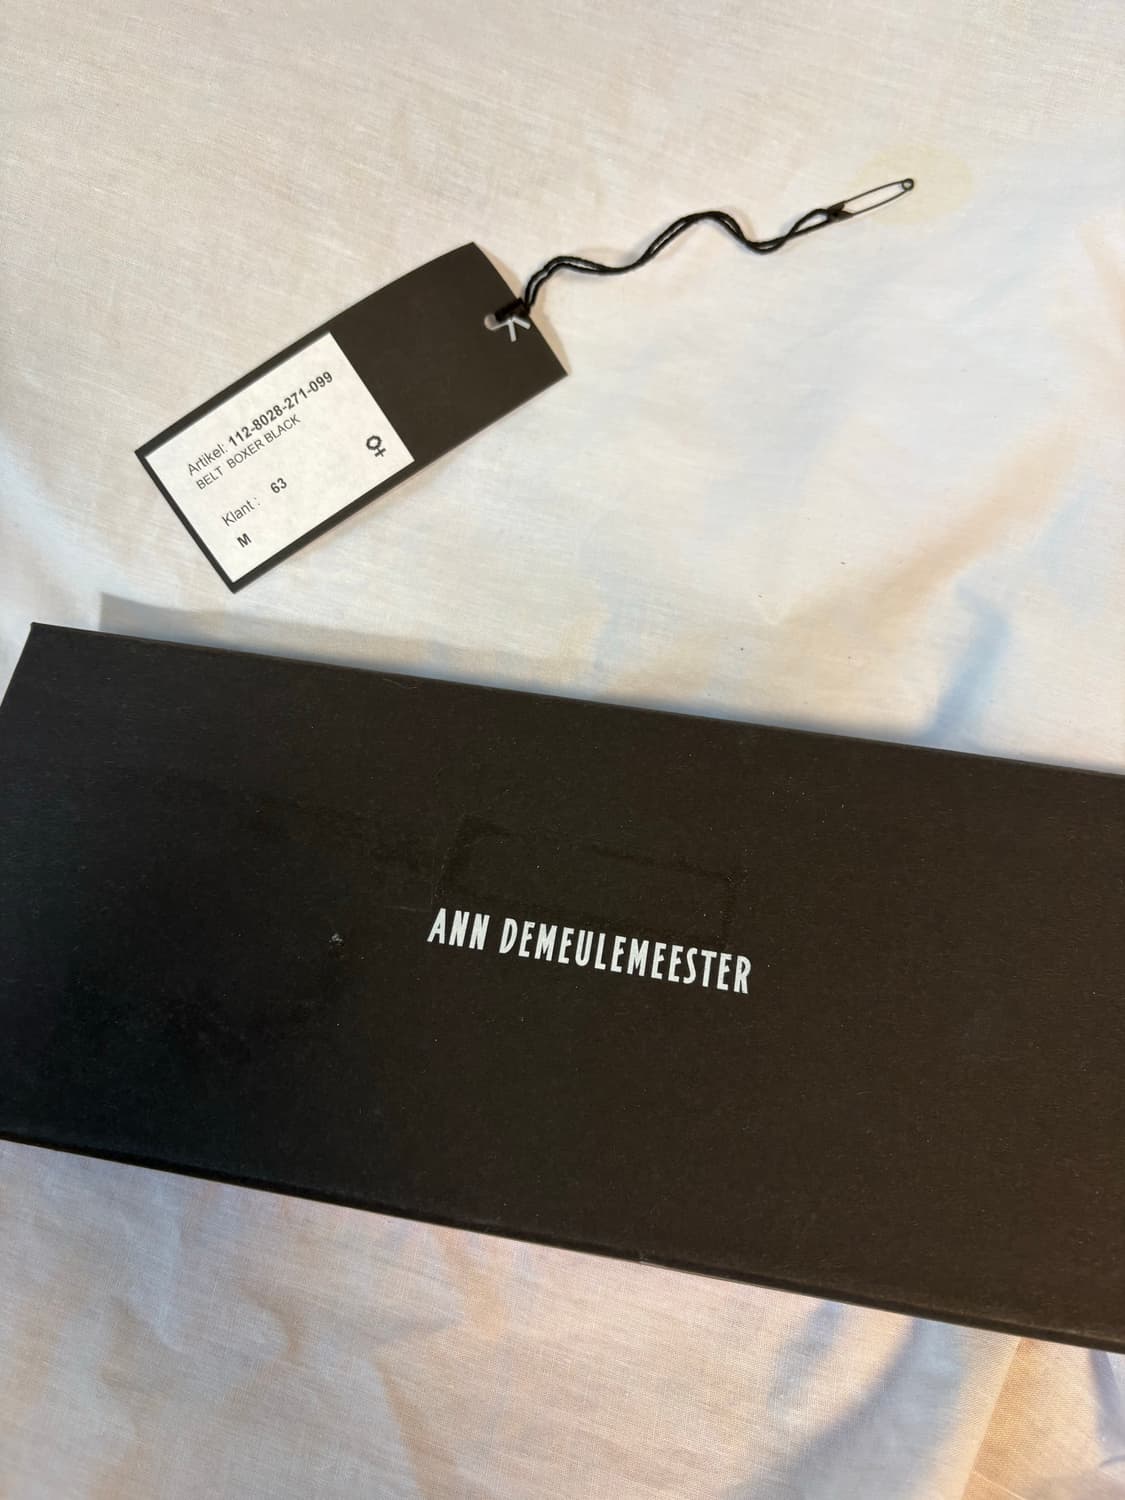 Artikel: 112-8028-271-099
BELT BOXER BLACK
Klant : 63
M
ANN DEMEULEMEESTER